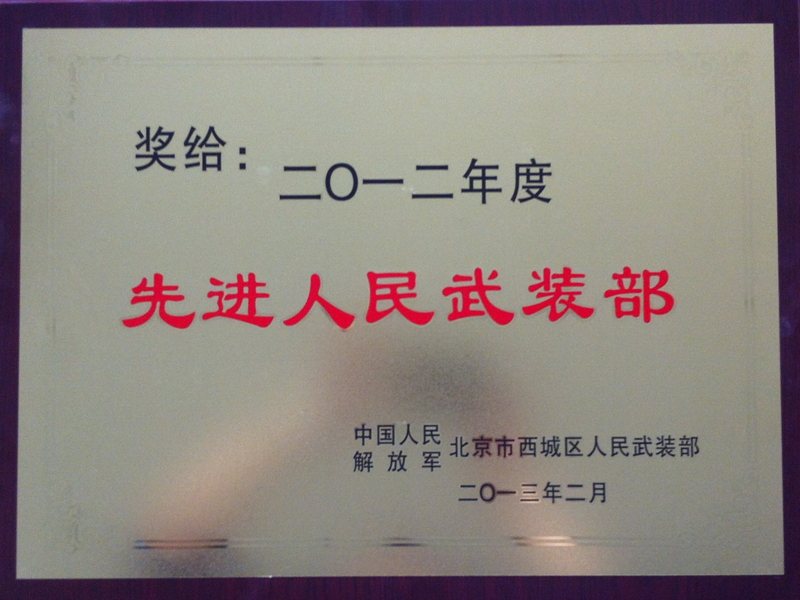 奖给：
二〇一二年度
先进人民武装部
中国人民
解放军
北京市西城区人民武装部
二〇一三年二月